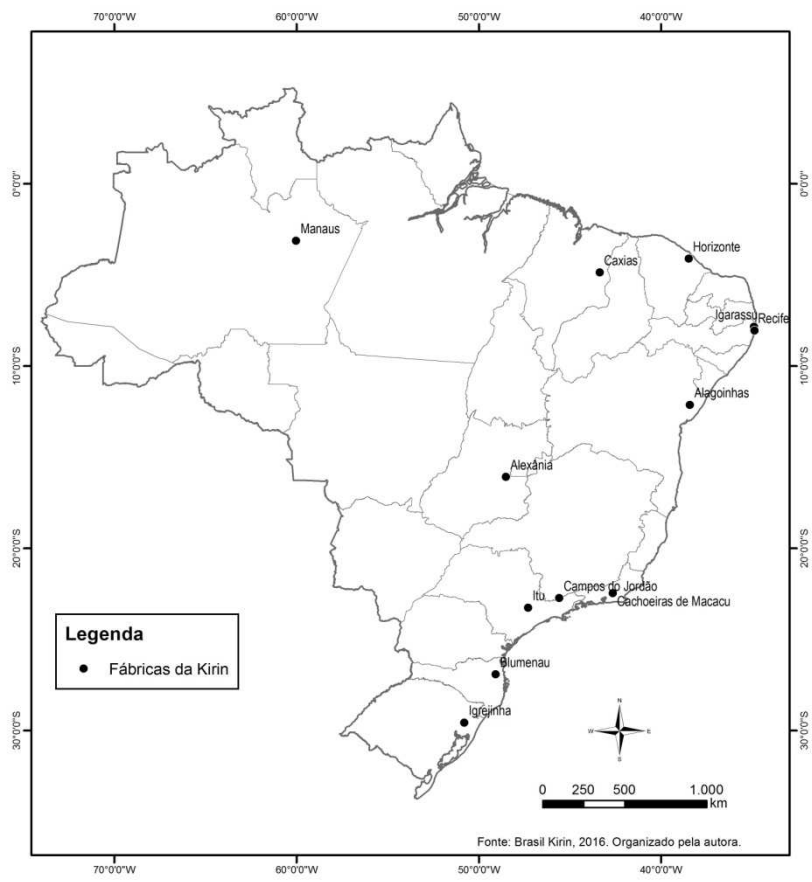 70°0'0"W 60°0'0"W 50°0'0"W 40°0'0"W
0°0'0" 0°0'0"
Manaus
Horizonte
Caxias
Igarassu Recife
10°0'0"S 10°0'0"S
Alagoinhas
Alexânia
20°0'0"S 20°0'0"S
Campos do Jordão
Itu
Cachoeiras de Macacu
Legenda
Fábricas da Kirin
Blumenau
Igrejinha
N
W E
S
30°0'0"S 30°0'0"S
0 250 500 1.000
km
Fonte: Brasil Kirin, 2016. Organizado pela autora.
70°0'0"W 60°0'0"W 50°0'0"W 40°0'0"W